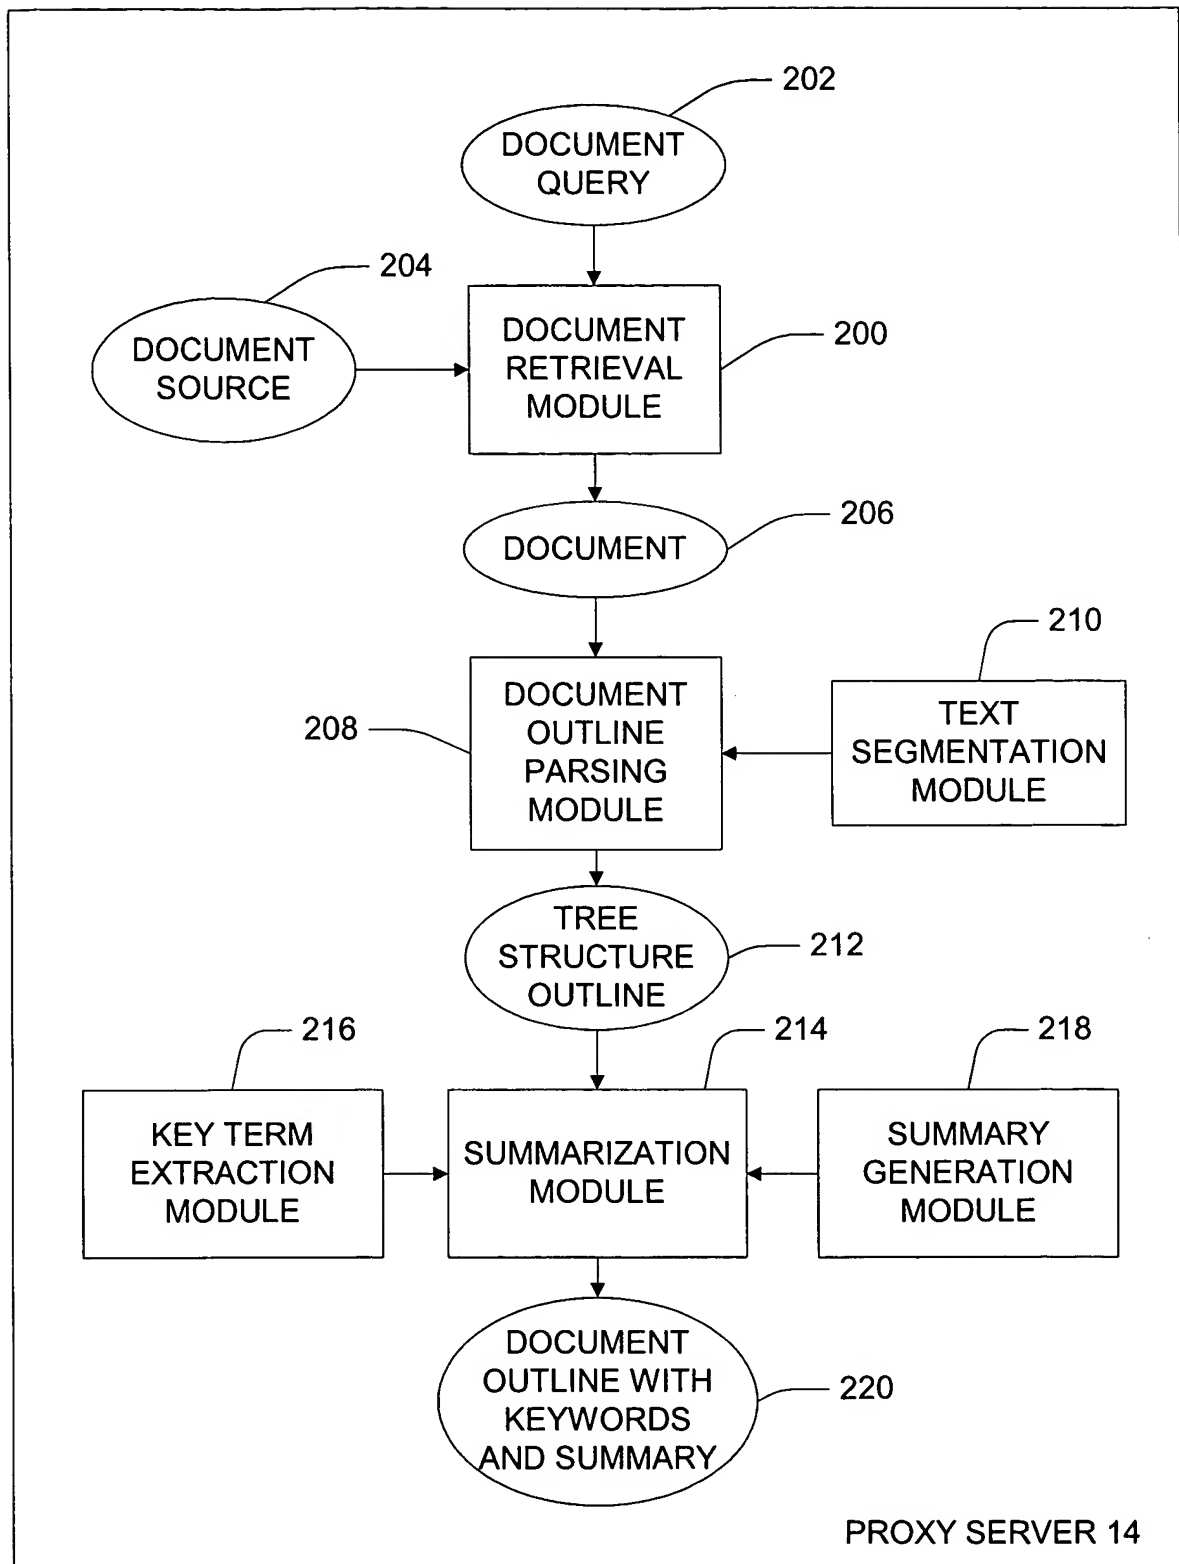 202
DOCUMENT
QUERY
204
DOCUMENT
SOURCE
DOCUMENT
RETRIEVAL
MODULE
200
DOCUMENT
206
210
208
DOCUMENT
OUTLINE
PARSING
MODULE
TEXT
SEGMENTATION
MODULE
TREE
STRUCTURE
OUTLINE
212
216
214
218
KEY TERM
EXTRACTION
MODULE
SUMMARIZATION
MODULE
SUMMARY
GENERATION
MODULE
DOCUMENT
OUTLINE WITH
KEYWORDS
AND SUMMARY
220
PROXY SERVER 14